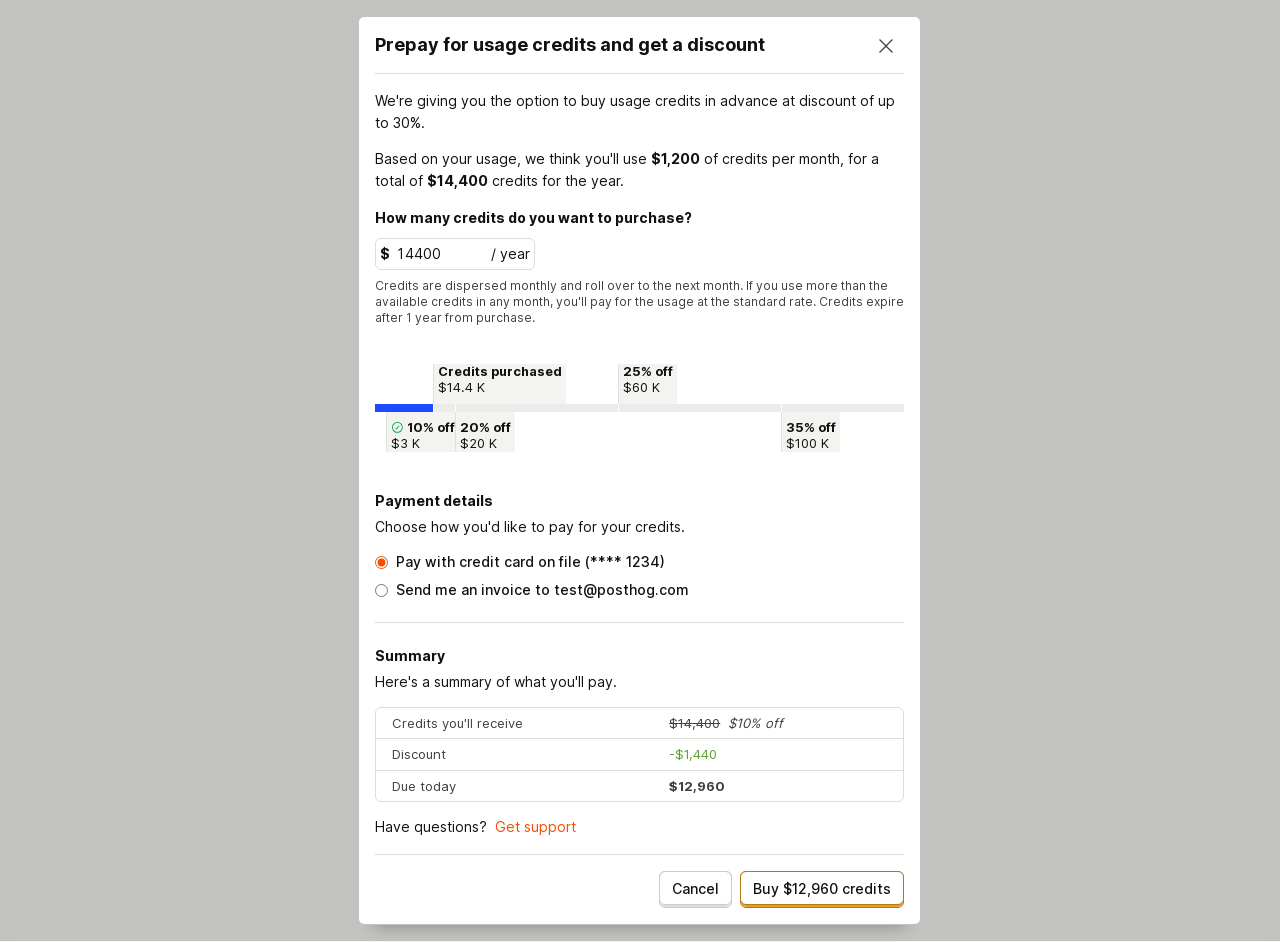 Prepay for usage credits and get a discount
We're giving you the option to buy usage credits in advance at discount of up
to 30%.
Based on your usage, we think you'll use $1,200 of credits per month, for a
total of $14,400 credits for the year.
How many credits do you want to purchase?
$ 14400 / year
Credits are dispersed monthly and roll over to the next month. If you use more than the
available credits in any month, you'll pay for the usage at the standard rate. Credits expire
after 1 year from purchase.
Credits purchased
$14.4 K
25% off
$60 K
10% off
$3 K
20% off
$20 K
35% off
$100 K
Payment details
Choose how you'd like to pay for your credits.
Pay with credit card on file (**** 1234)
Send me an invoice to test@posthog.com
Summary
Here's a summary of what you'll pay.
Credits you'll receive $14,400 $10% off
Discount -$1,440
Due today $12,960
Have questions? Get support
Cancel Buy $12,960 credits